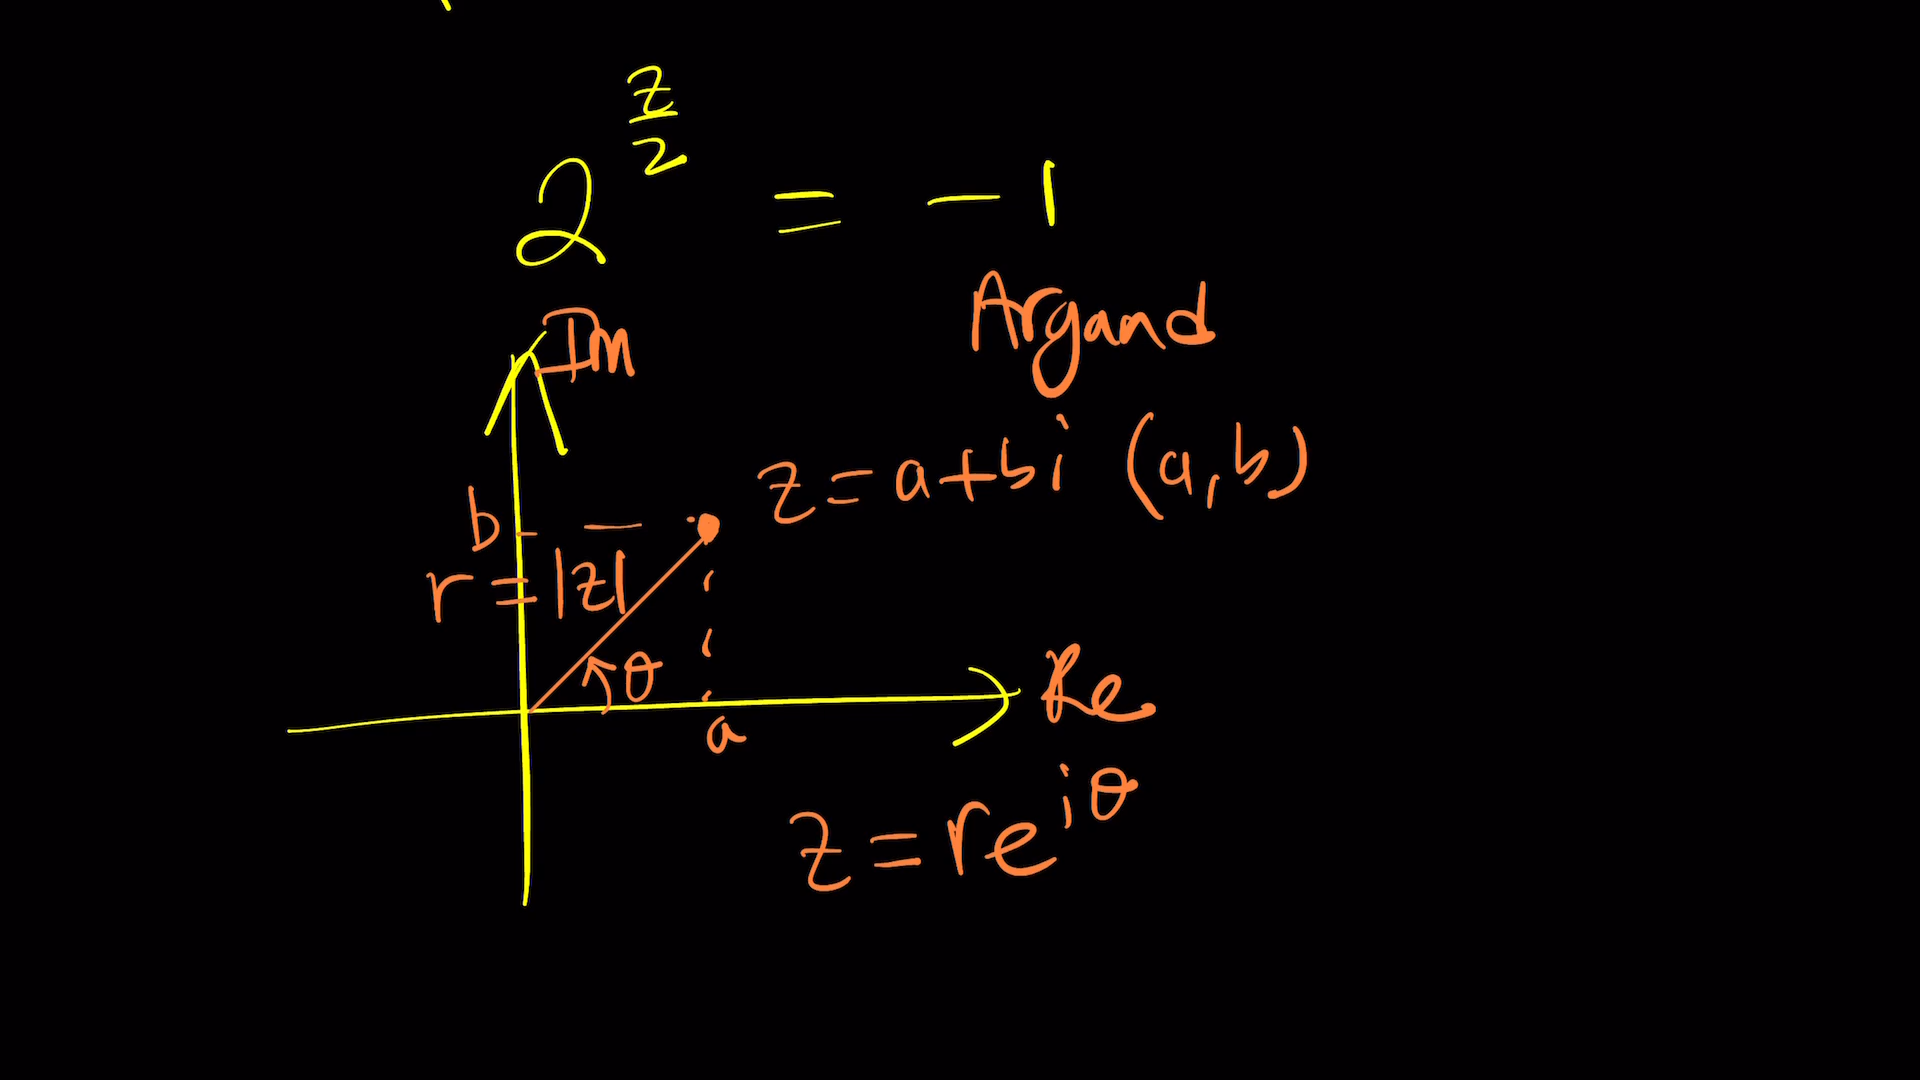 2^{z/2} = -1
Im
Argand
z = a + bi (a, b)
b
r = |z|
θ
Re
a
z = re^{iθ}